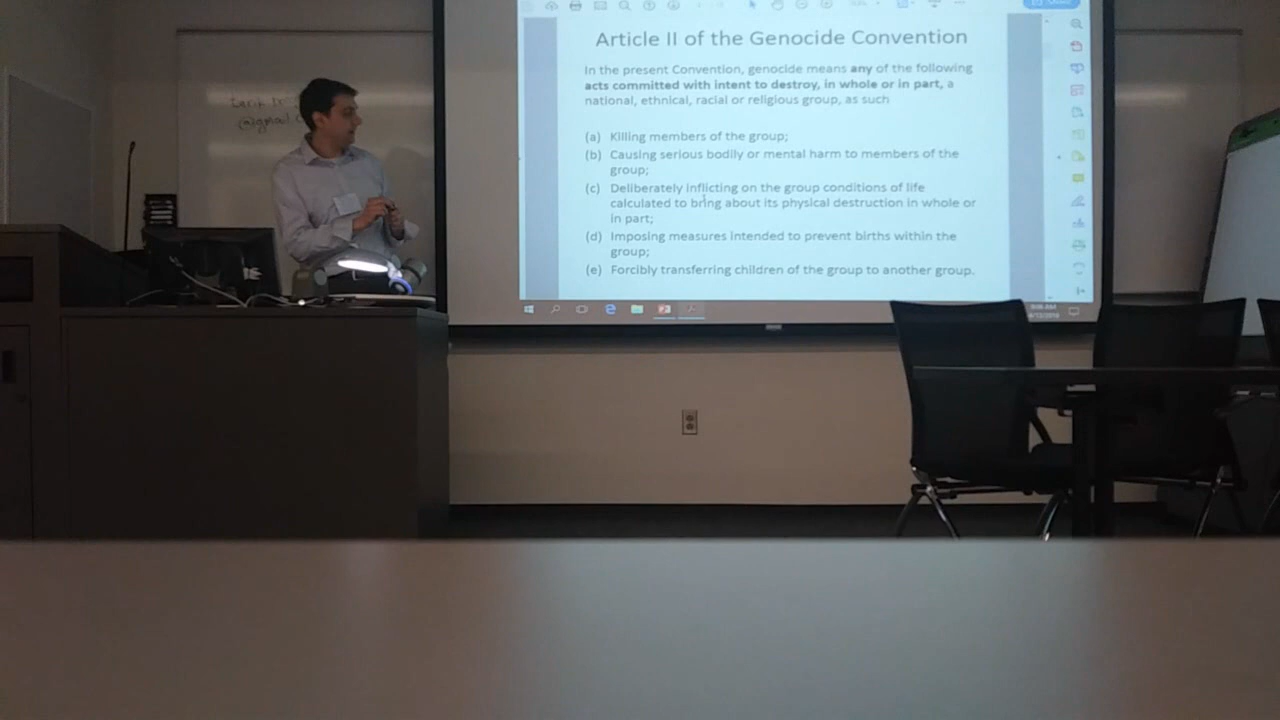 Article II of the Genocide Convention
In the present Convention, genocide means any of the following
acts committed with intent to destroy, in whole or in part, a
national, ethnical, racial or religious group, as such
(a) Killing members of the group;
(b) Causing serious bodily or mental harm to members of the
group;
(c) Deliberately inflicting on the group conditions of life
calculated to bring about its physical destruction in whole or
in part;
(d) Imposing measures intended to prevent births within the
group;
(e) Forcibly transferring children of the group to another group.
@gmail